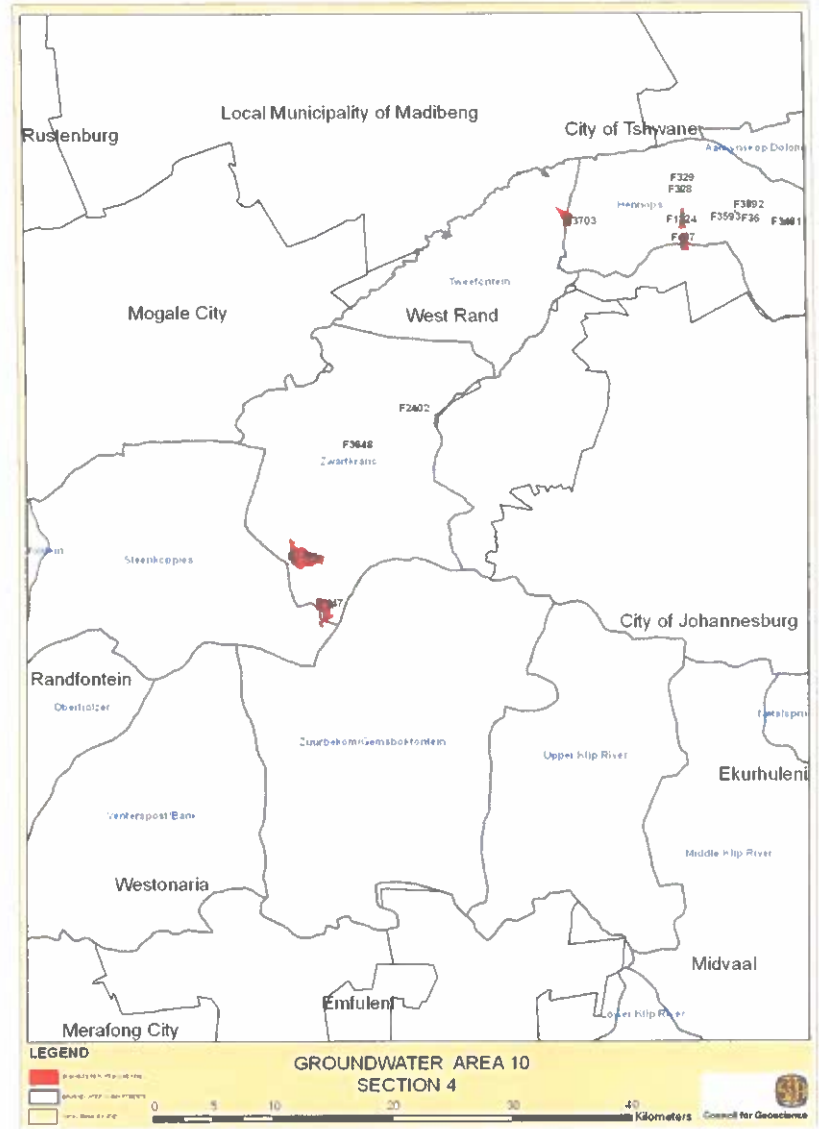 Local Municipality of Madibeng
Rustenburg
City of Tshwane
F329
F328
Hennops
F3892
F3593
F36
F3703
Tweefontein
Mogale City
West Rand
F2402
F3648
Zwartkrans
Steenkoppies
City of Johannesburg
Randfontein
Oberholzer
Zuurbekom/Gemsbokfontein
Upper Klip River
Ekurhuleni
Venterspost/Bank
Middle Klip River
Westonaria
Midvaal
Emfuleni
Lower Klip River
Merafong City
LEGEND
GROUNDWATER AREA 10
SECTION 4
0 5 10 20 30 40
Kilometers
Council for Geoscience